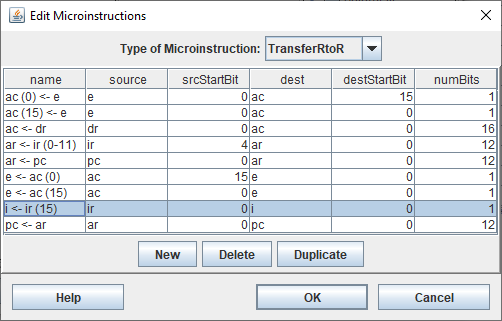 Edit Microinstructions
Type of Microinstruction: TransferRtoR
name source srcStartBit dest destStartBit numBits
ac (0) <- e e 0 ac 15 1
ac (15) <- e e 0 ac 0 1
ac <- dr dr 0 ac 0 16
ar <- ir (0-11) ir 4 ar 0 12
ar <- pc pc 0 ar 0 12
e <- ac (0) ac 15 e 0 1
e <- ac (15) ac 0 e 0 1
i <- ir (15) ir 0 i 0 1
pc <- ar ar 0 pc 0 12
New Delete Duplicate
Help OK Cancel